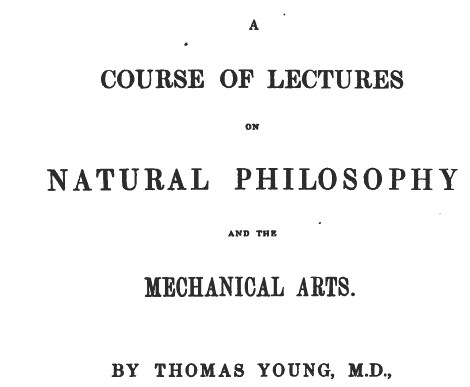 A
COURSE OF LECTURES
ON
NATURAL PHILOSOPHY
AND THE
MECHANICAL ARTS.
BY THOMAS YOUNG, M.D.,